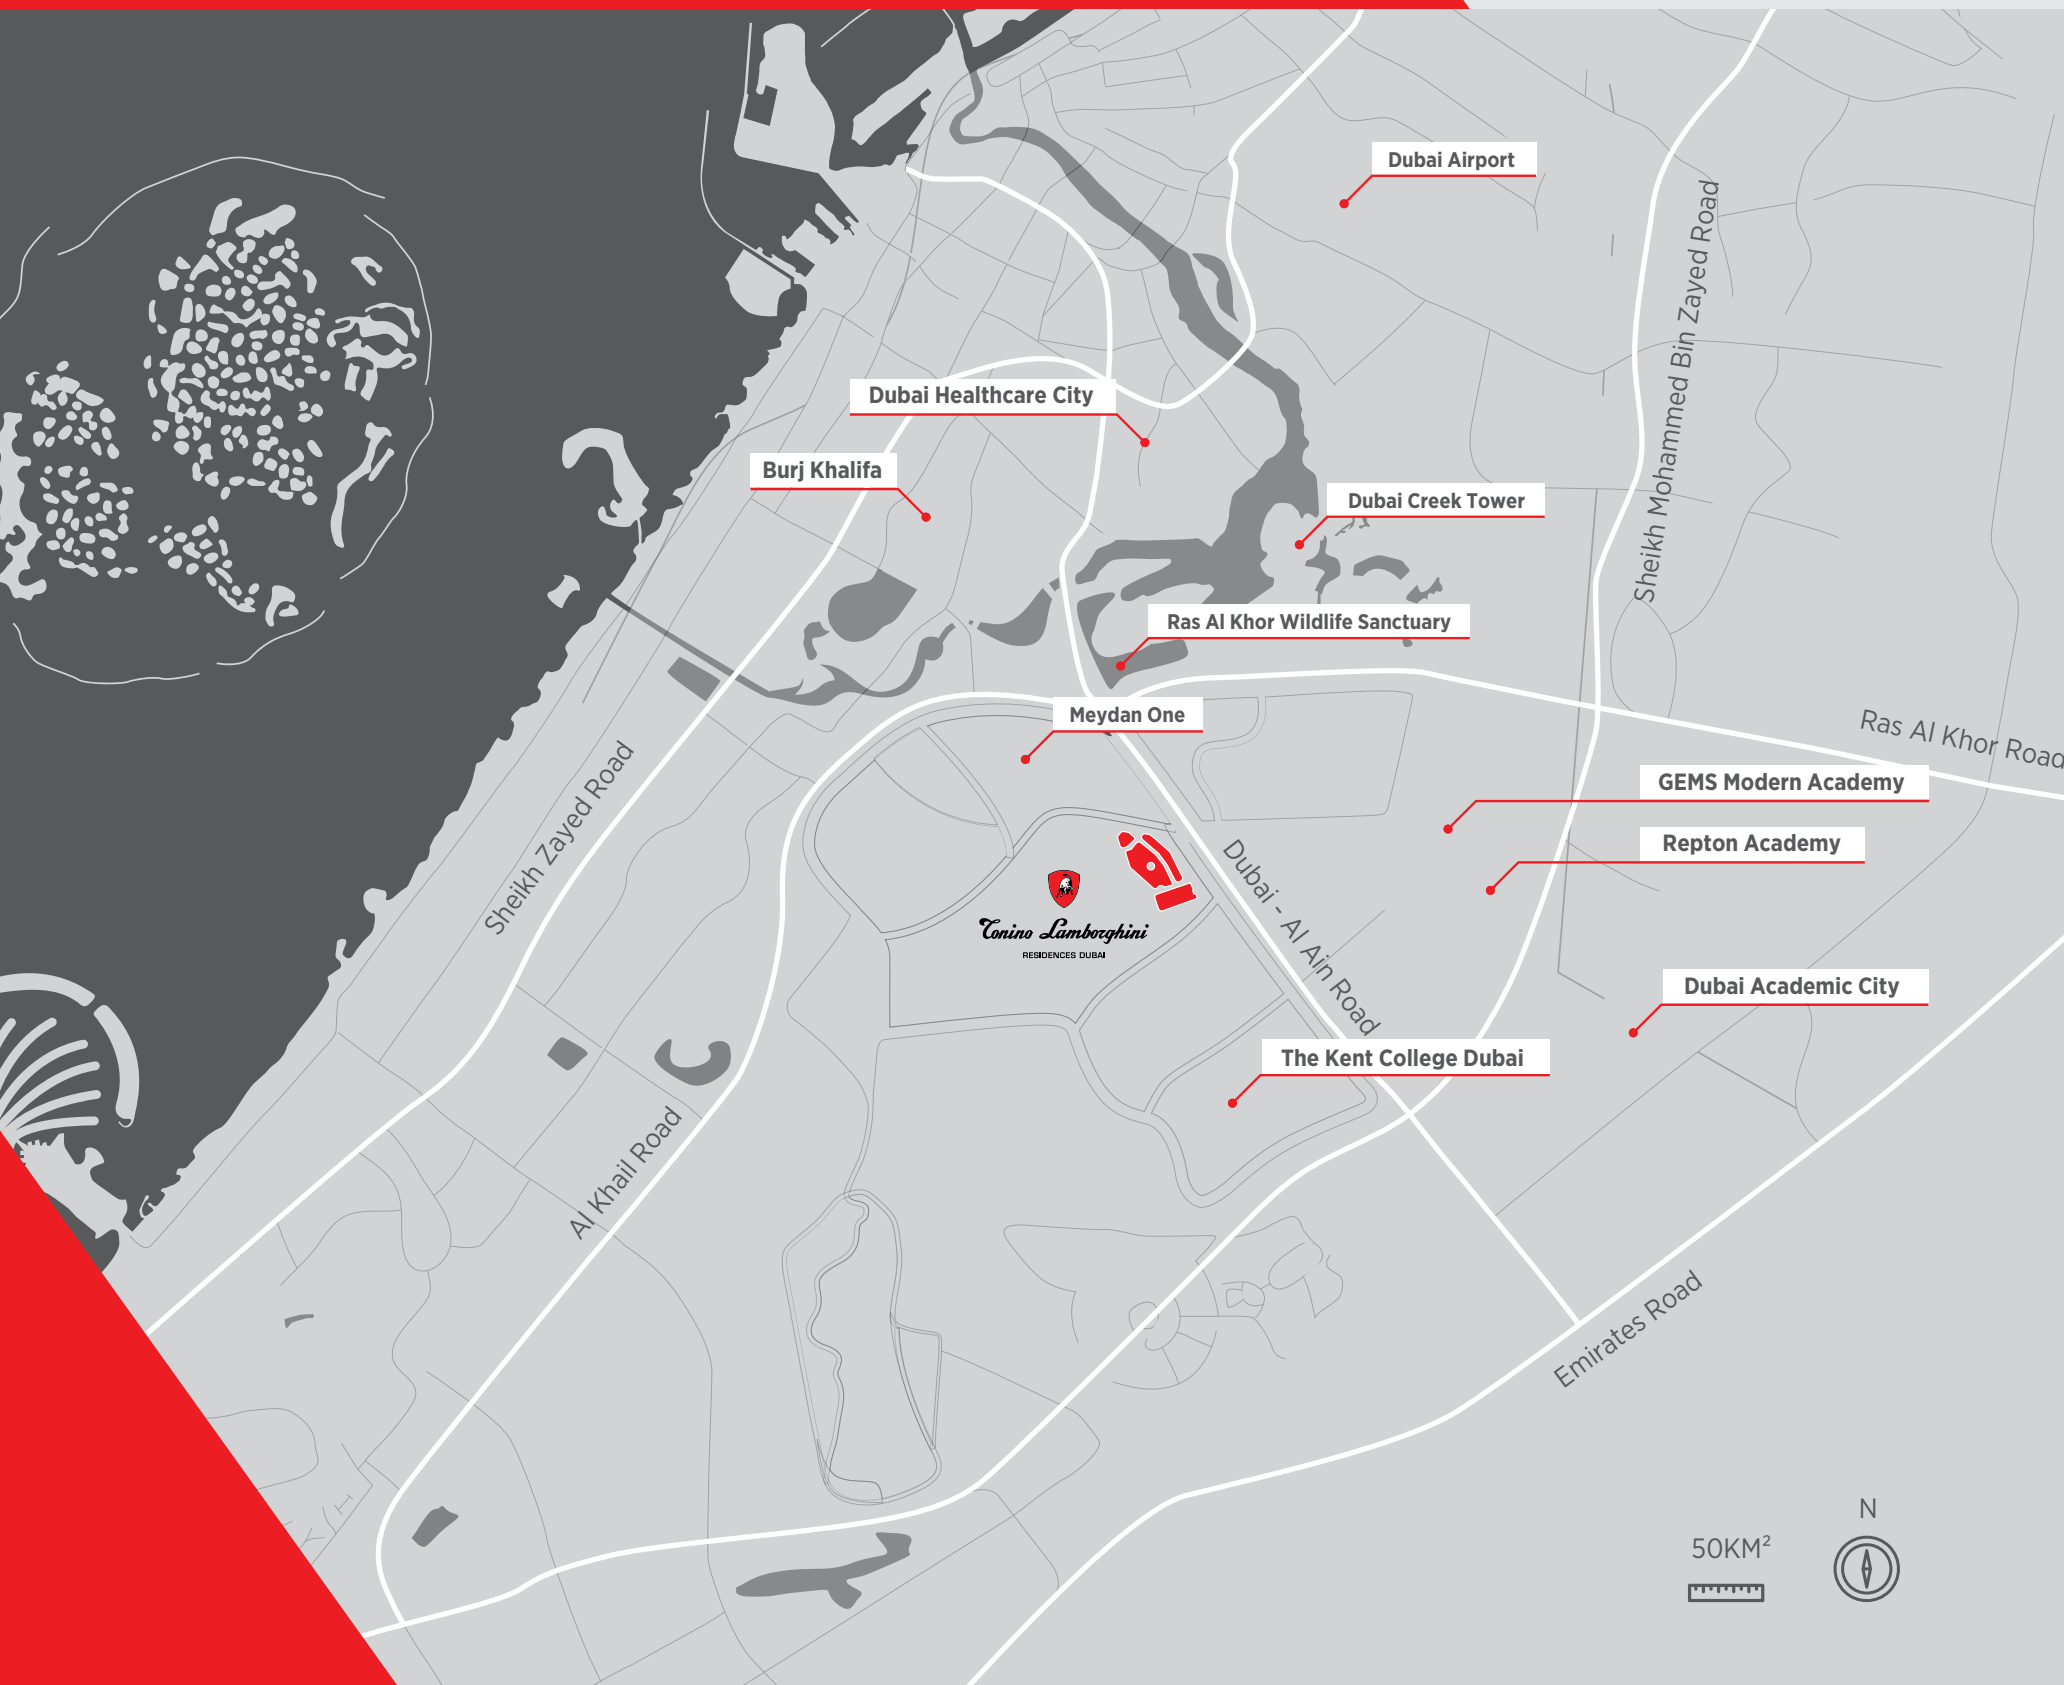 Dubai Airport
Sheikh Mohammed Bin Zayed Road
Dubai Healthcare City
Burj Khalifa
Dubai Creek Tower
Ras Al Khor Wildlife Sanctuary
Meydan One
Ras Al Khor Road
GEMS Modern Academy
Sheikh Zayed Road
Repton Academy
Dubai - Al Ain Road
Tonino Lamborghini
RESIDENCES DUBAI
Dubai Academic City
The Kent College Dubai
Al Khail Road
Emirates Road
N
50KM²